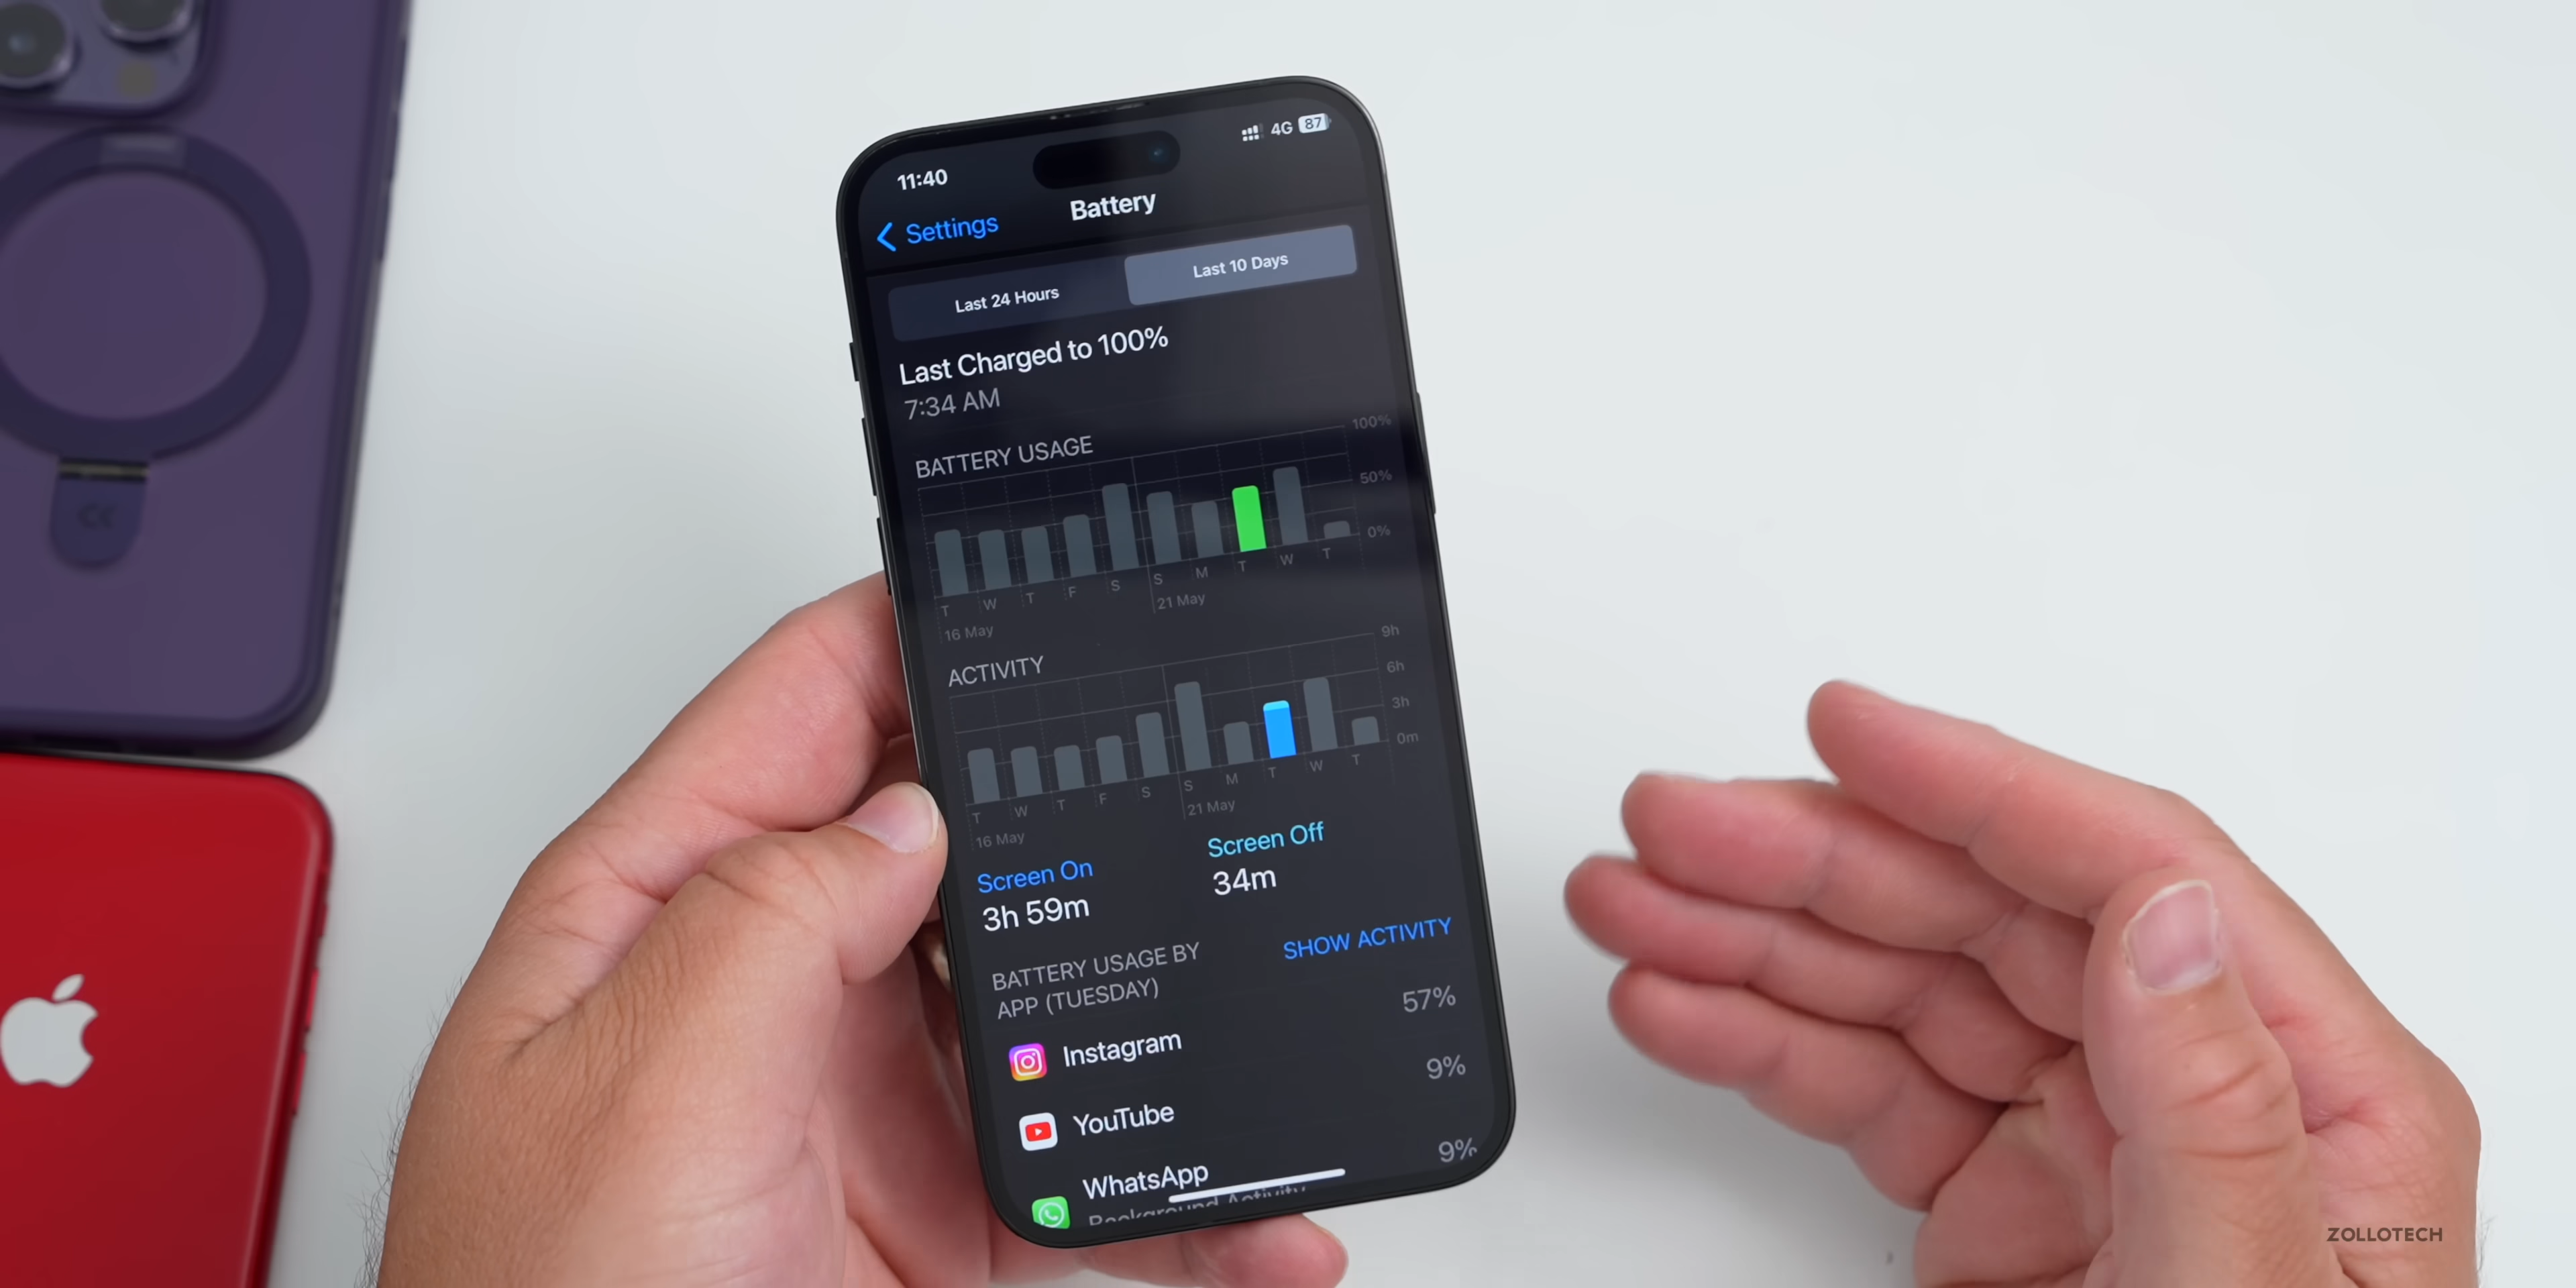 11:40
4G 87
Settings
Battery
Last 24 Hours
Last 10 Days
Last Charged to 100%
7:34 AM
BATTERY USAGE
100%
50%
0%
T W T F S S M T W T
16 May
21 May
ACTIVITY
9h
6h
3h
0m
T W T F S S M T W T
16 May
21 May
Screen On
3h 59m
Screen Off
34m
BATTERY USAGE BY
APP (TUESDAY)
SHOW ACTIVITY
Instagram
57%
YouTube
9%
WhatsApp
9%
Background Activity
ZOLLOTECH